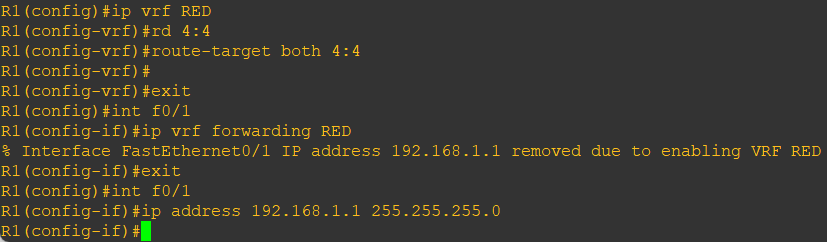 R1(config)#ip vrf RED
R1(config-vrf)#rd 4:4
R1(config-vrf)#route-target both 4:4
R1(config-vrf)#
R1(config-vrf)#exit
R1(config)#int f0/1
R1(config-if)#ip vrf forwarding RED
% Interface FastEthernet0/1 IP address 192.168.1.1 removed due to enabling VRF RED
R1(config-if)#exit
R1(config)#int f0/1
R1(config-if)#ip address 192.168.1.1 255.255.255.0
R1(config-if)#